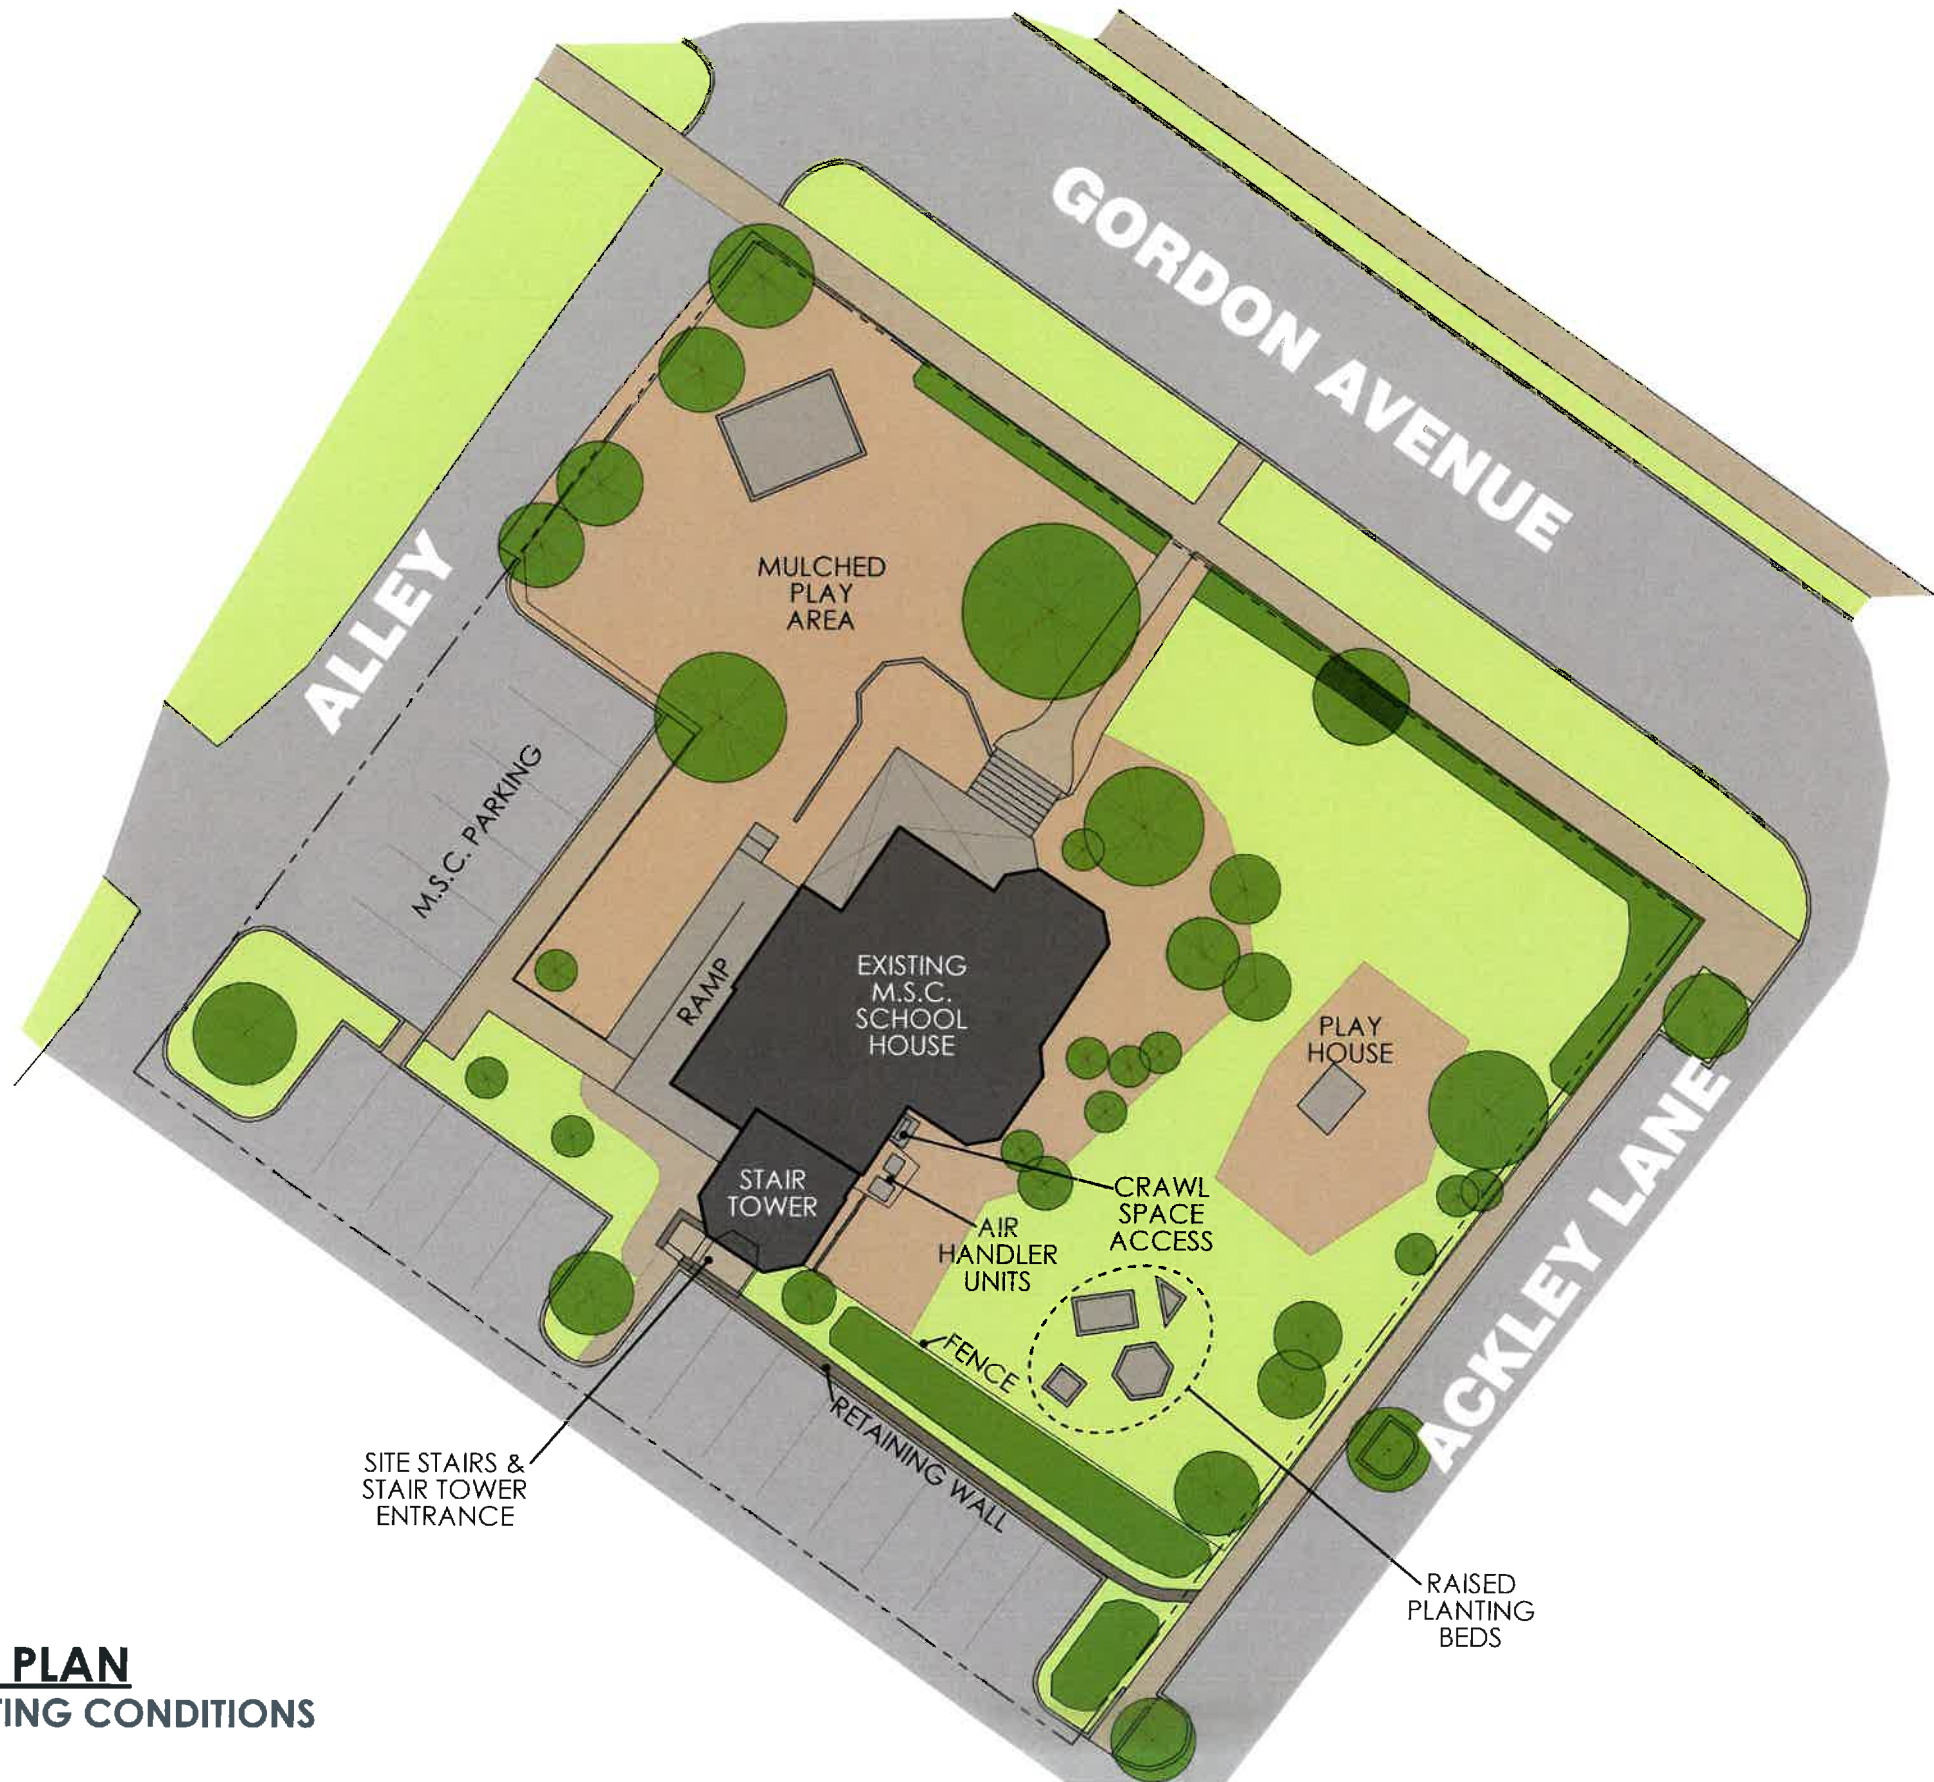 GORDON AVENUE
ALLEY
MULCHED
PLAY
AREA
M.S.C. PARKING
RAMP
EXISTING
M.S.C.
SCHOOL
HOUSE
PLAY
HOUSE
ACKLEY LANE
STAIR
TOWER
CRAWL
SPACE
ACCESS
AIR
HANDLER
UNITS
FENCE
RETAINING WALL
SITE STAIRS &
STAIR TOWER
ENTRANCE
RAISED
PLANTING
BEDS
PLAN
TING CONDITIONS